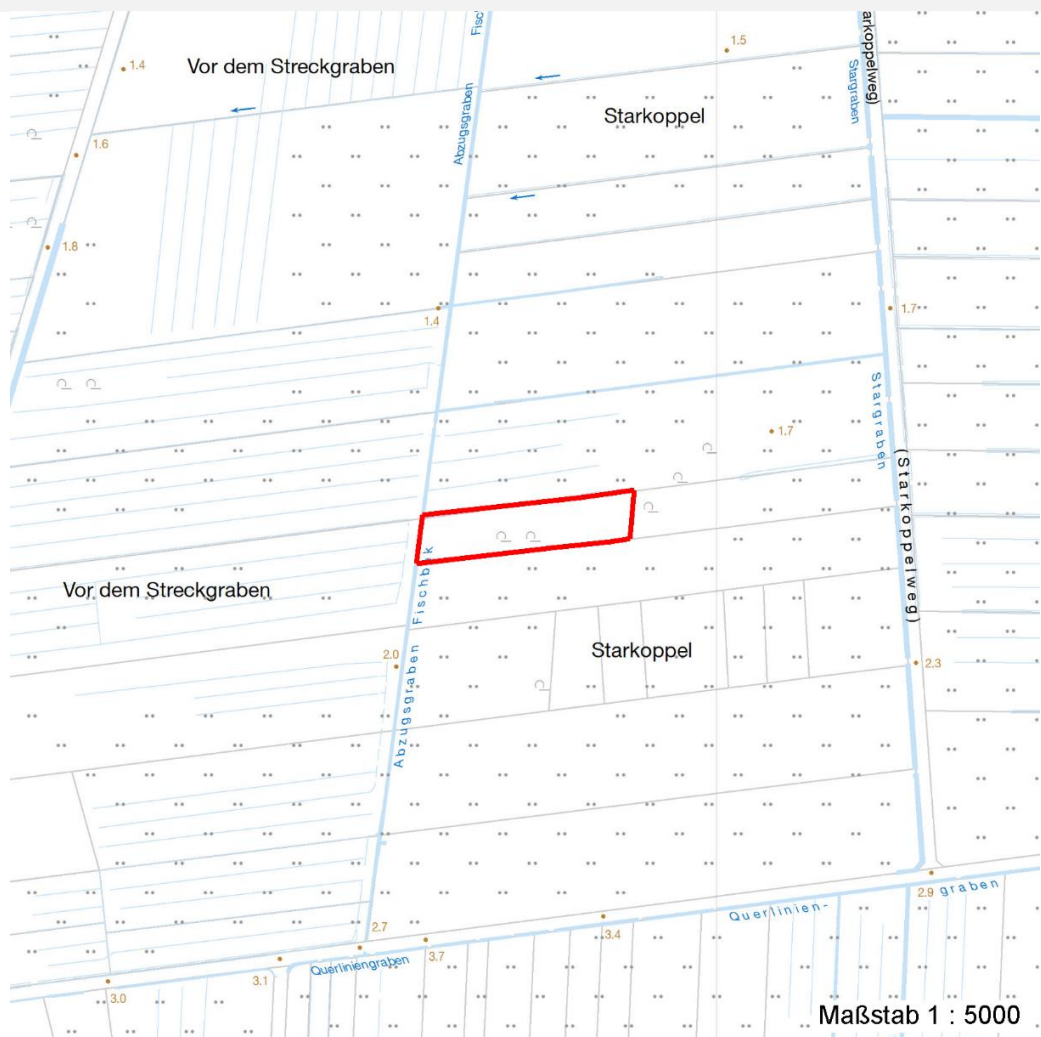 Fisch
arkoppelweg)
1.5
1.4
Vor dem Streckgraben
Stargraben
Abzugsgraben
Starkoppel
1.6
1.8
1.7
1.4
Stargraben
1.7
(Starkoppelweg)
Abzugsgraben Fischbek
Vor dem Streckgraben
2.0
Starkoppel
2.3
2.9
graben
Querlinien-
2.7
3.4
3.7
3.1
Querliniengraben
3.0
Maßstab 1 : 5000